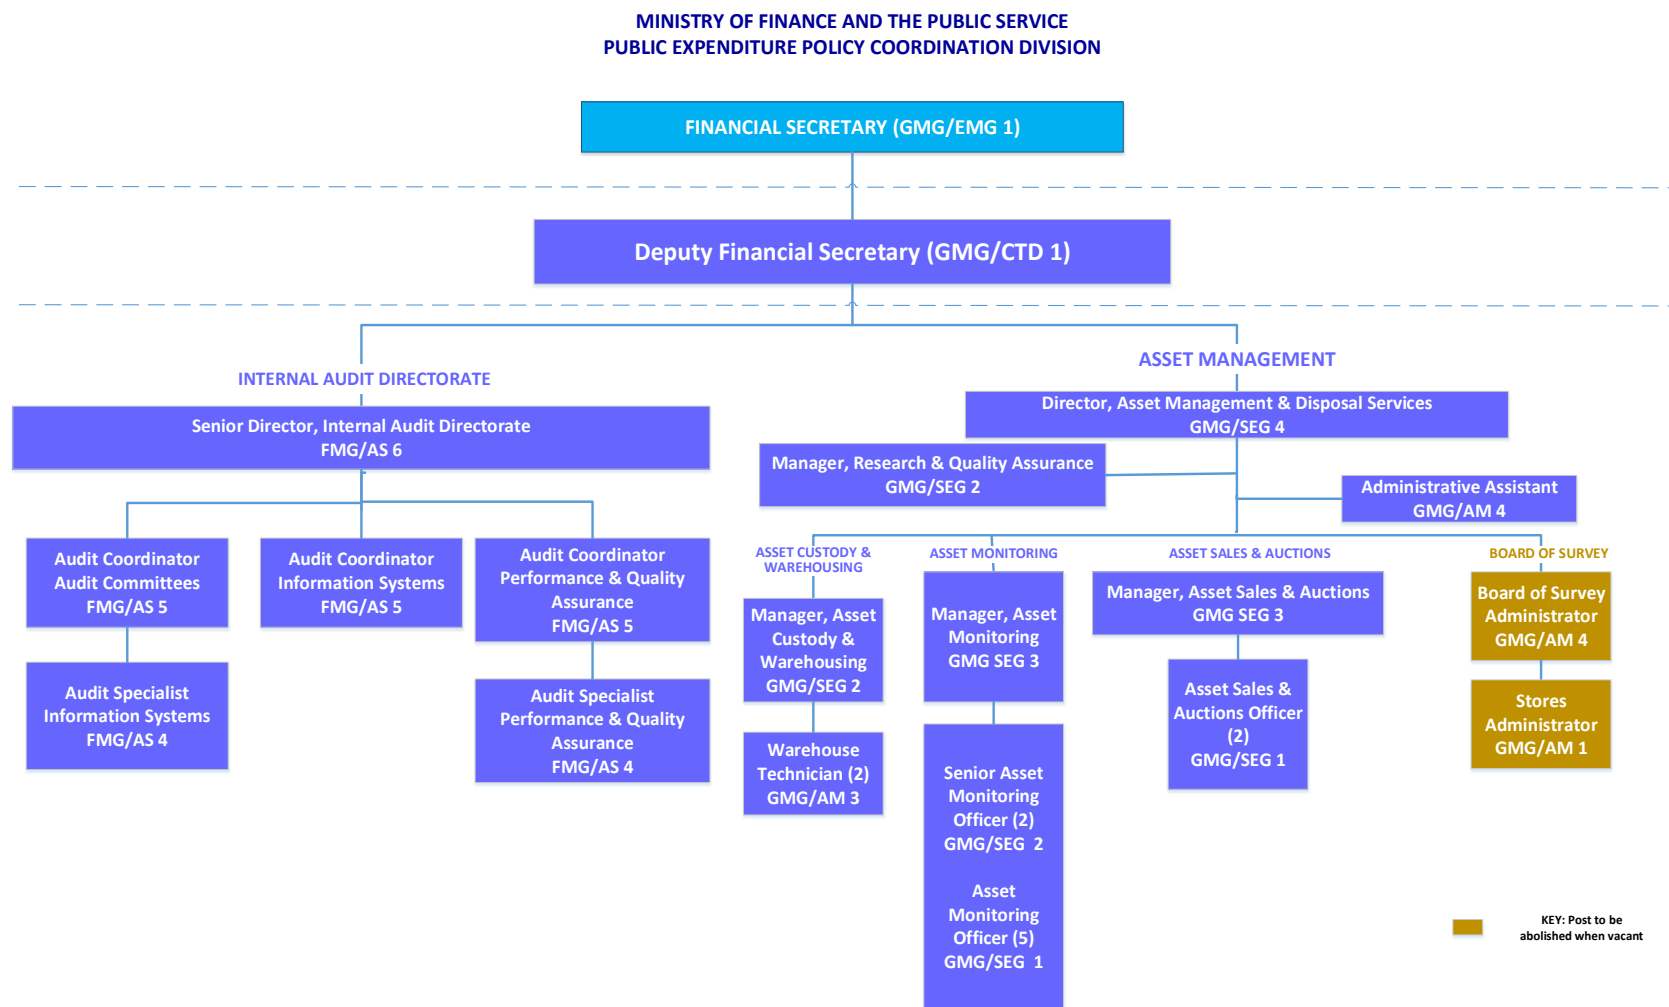 MINISTRY OF FINANCE AND THE PUBLIC SERVICE
PUBLIC EXPENDITURE POLICY COORDINATION DIVISION
FINANCIAL SECRETARY (GMG/EMG 1)
Deputy Financial Secretary (GMG/CTD 1)
INTERNAL AUDIT DIRECTORATE
Senior Director, Internal Audit Directorate
FMG/AS 6
Audit Coordinator
Audit Committees
FMG/AS 5
Audit Specialist
Information Systems
FMG/AS 4
Audit Coordinator
Information Systems
FMG/AS 5
Audit Coordinator
Performance & Quality
Assurance
FMG/AS 5
Audit Specialist
Performance & Quality
Assurance
FMG/AS 4
ASSET MANAGEMENT
Director, Asset Management & Disposal Services
GMG/SEG 4
Manager, Research & Quality Assurance
GMG/SEG 2
Administrative Assistant
GMG/AM 4
ASSET CUSTODY &
WAREHOUSING
Manager, Asset
Custody &
Warehousing
GMG/SEG 2
Warehouse
Technician (2)
GMG/AM 3
ASSET MONITORING
Manager, Asset
Monitoring
GMG SEG 3
Senior Asset
Monitoring
Officer (2)
GMG/SEG  2
Asset
Monitoring
Officer (5)
GMG/SEG  1
ASSET SALES & AUCTIONS
Manager, Asset Sales & Auctions
GMG SEG 3
Asset Sales &
Auctions Officer
(2)
GMG/SEG 1
BOARD OF SURVEY
Board of Survey
Administrator
GMG/AM 4
Stores
Administrator
GMG/AM 1
KEY: Post to be
abolished when vacant